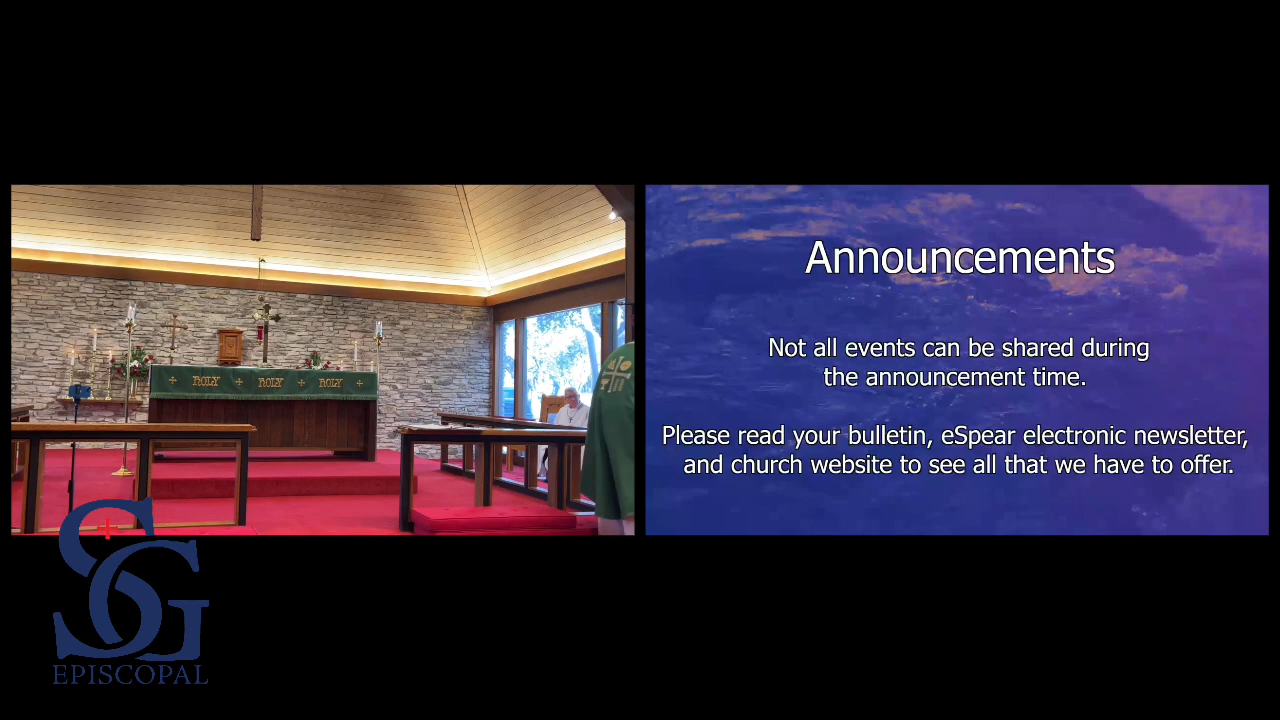 HOLY HOLY HOLY
Announcements
Not all events can be shared during
the announcement time.
Please read your bulletin, eSpear electronic newsletter,
and church website to see all that we have to offer.
SG
EPISCOPAL